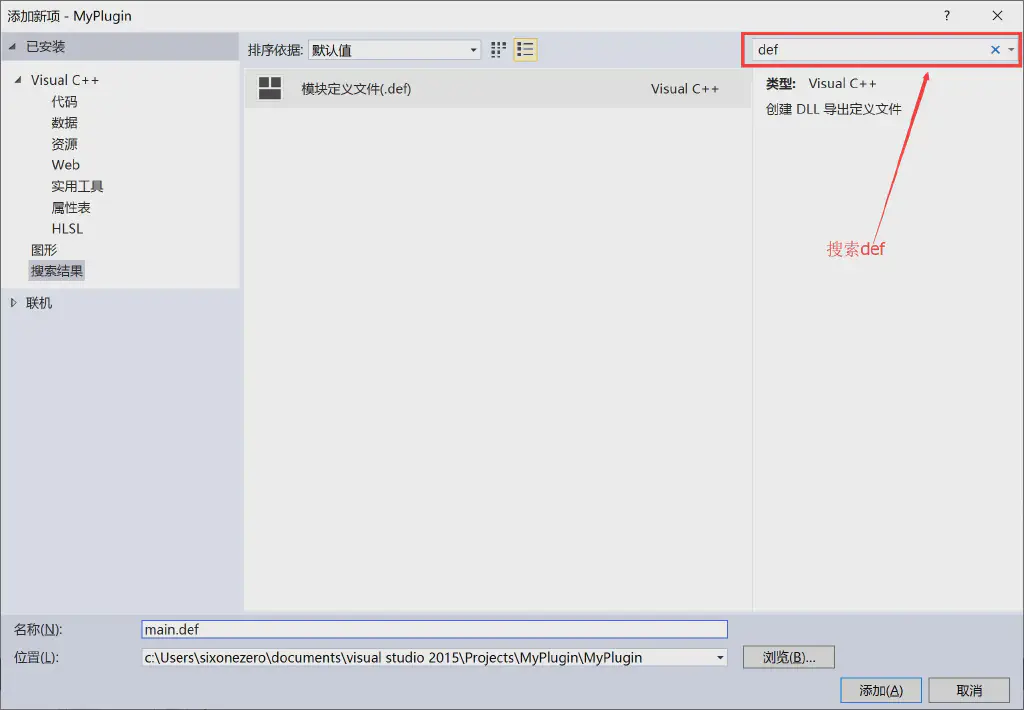 添加新项 - MyPlugin
?
已安装
排序依据: 默认值
def
Visual C++
代码
数据
资源
Web
实用工具
属性表
HLSL
图形
搜索结果
联机
模块定义文件(.def) Visual C++
类型: Visual C++
创建 DLL 导出定义文件
搜索def
名称(N): main.def
位置(L): c:\Users\sixonezero\documents\visual studio 2015\Projects\MyPlugin\MyPlugin
浏览(B)...
添加(A) 取消